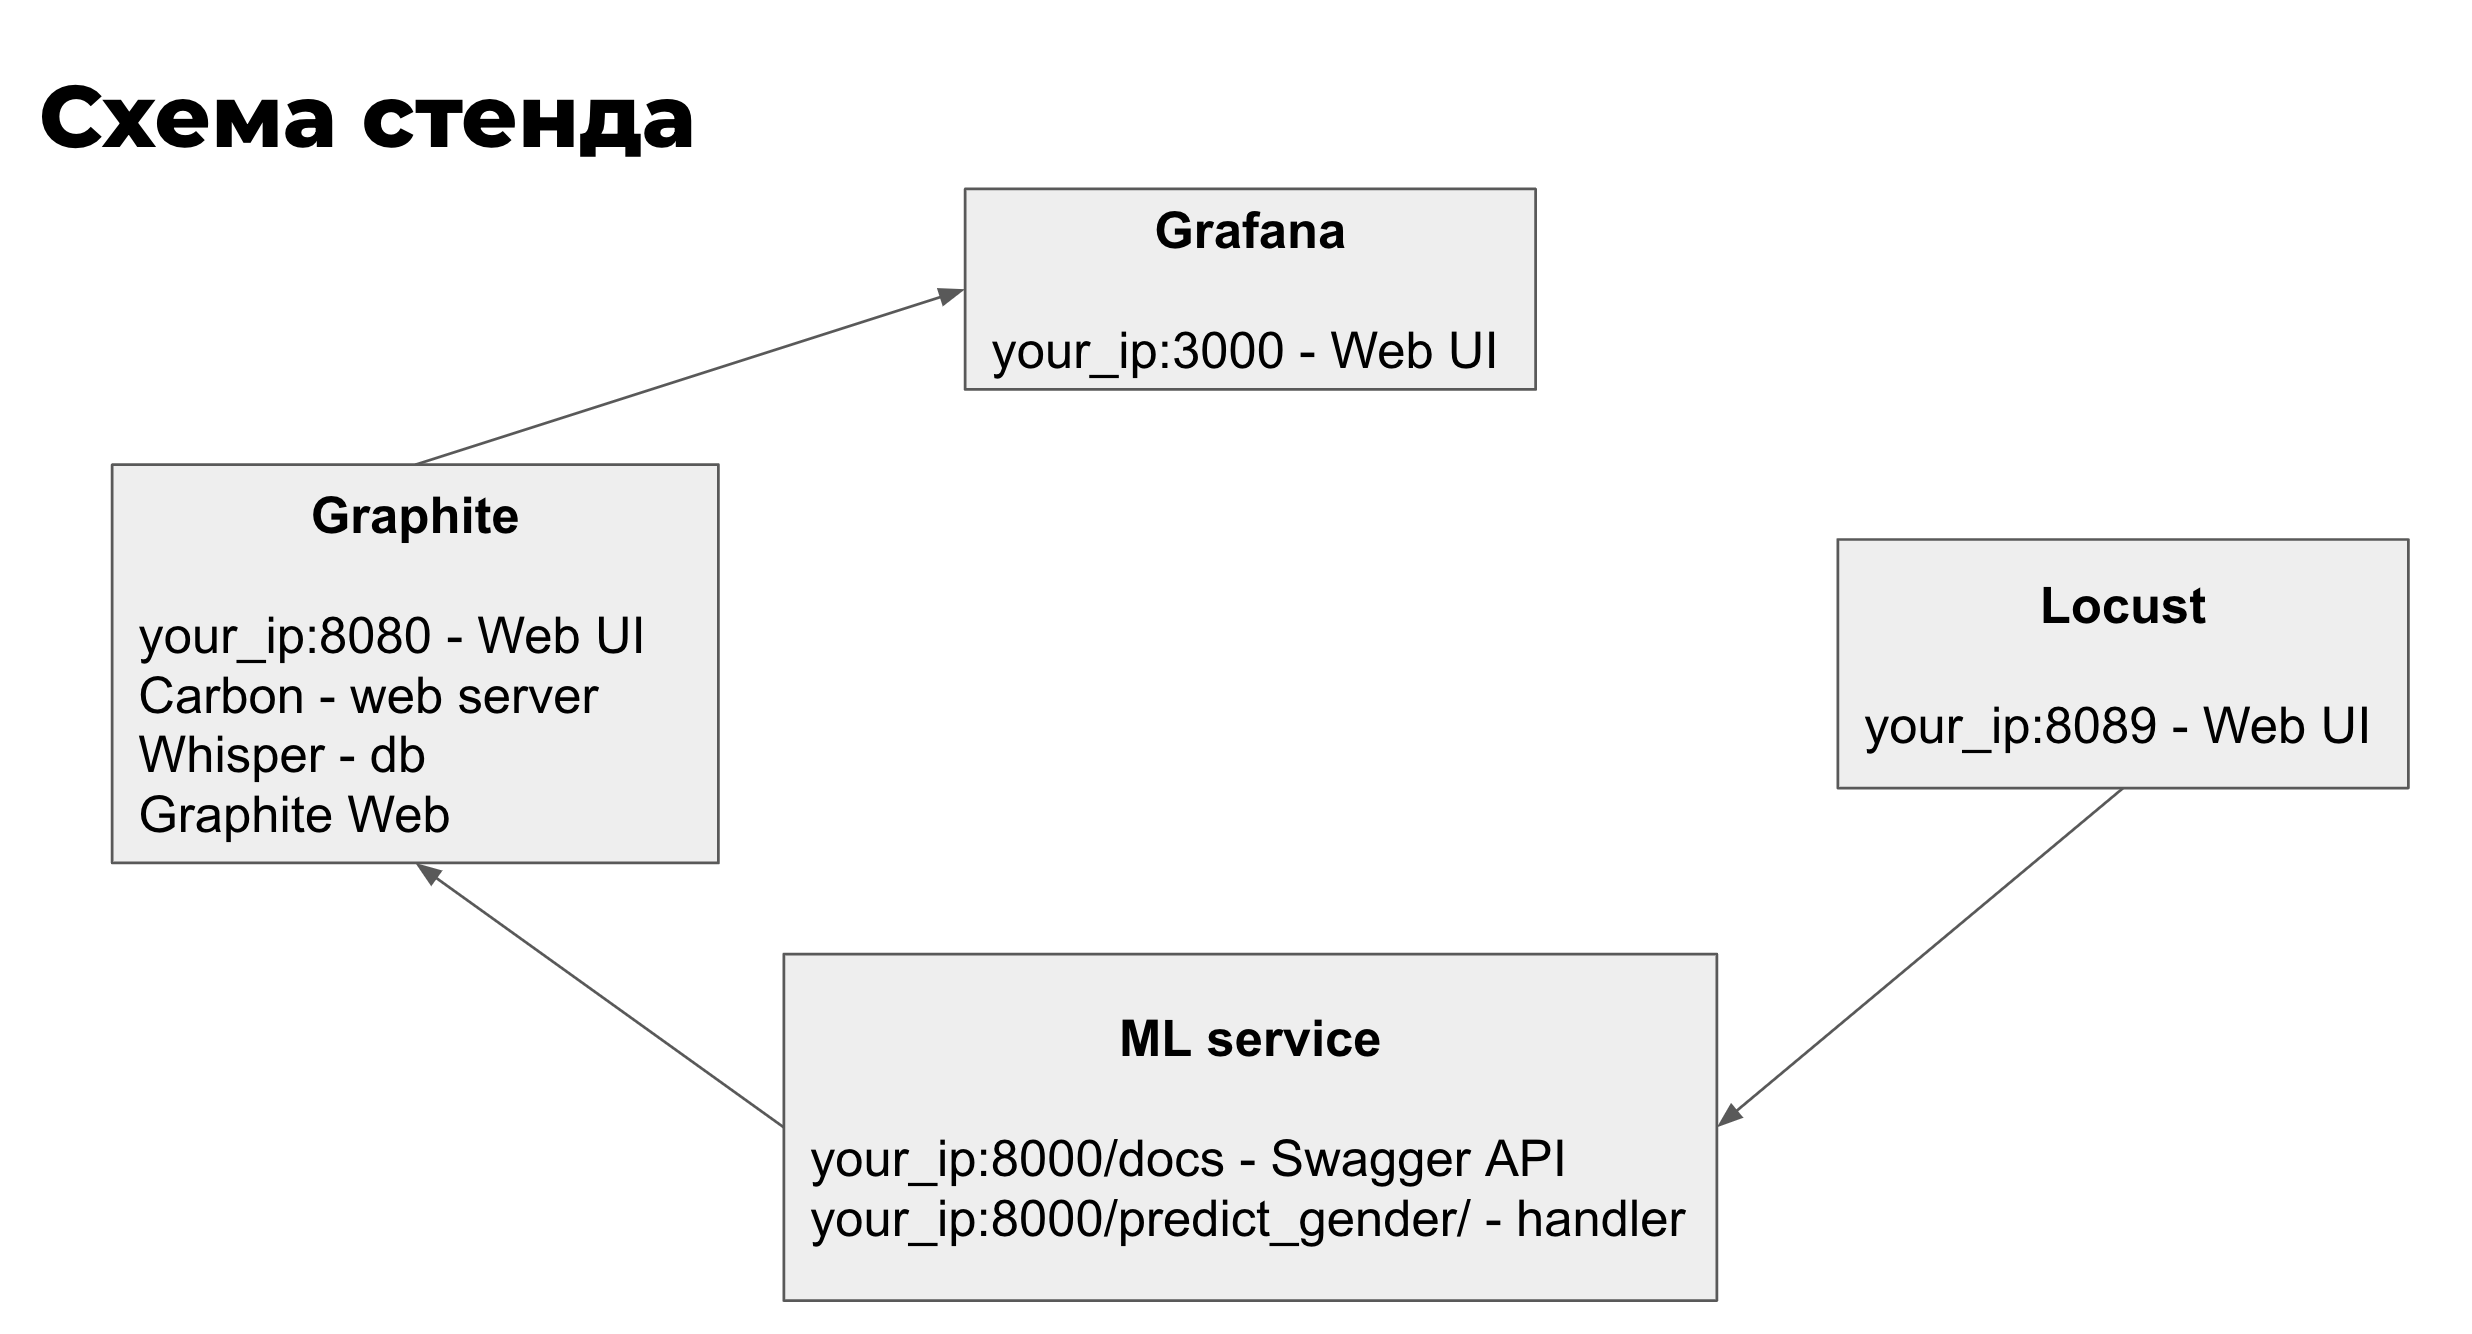 Схема стенда
Grafana
your_ip:3000 - Web UI
Graphite
your_ip:8080 - Web UI
Carbon - web server
Whisper - db
Graphite Web
Locust
your_ip:8089 - Web UI
ML service
your_ip:8000/docs - Swagger API
your_ip:8000/predict_gender/ - handler